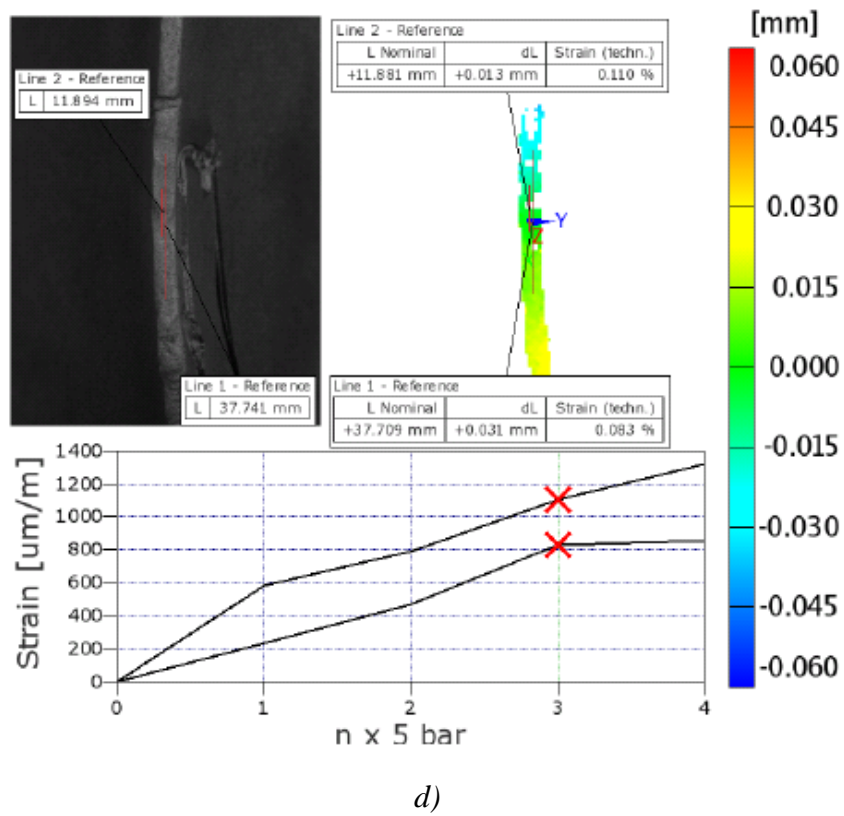 [mm]
Line 2 - Reference
L Nominal dL Strain (techn.)
+11.881 mm +0.013 mm 0.110 %
Line 2 - Reference
L 11.894 mm
Y
Z
Line 1 - Reference
L 37.741 mm
Line 1 - Reference
L Nominal dL Strain (techn.)
+37.709 mm +0.031 mm 0.083 %
0.060
0.045
0.030
0.015
0.000
-0.015
-0.030
-0.045
-0.060
Strain [um/m]
1400
1200
1000
800
600
400
200
0
0 1 2 3 4
n x 5 bar
d)